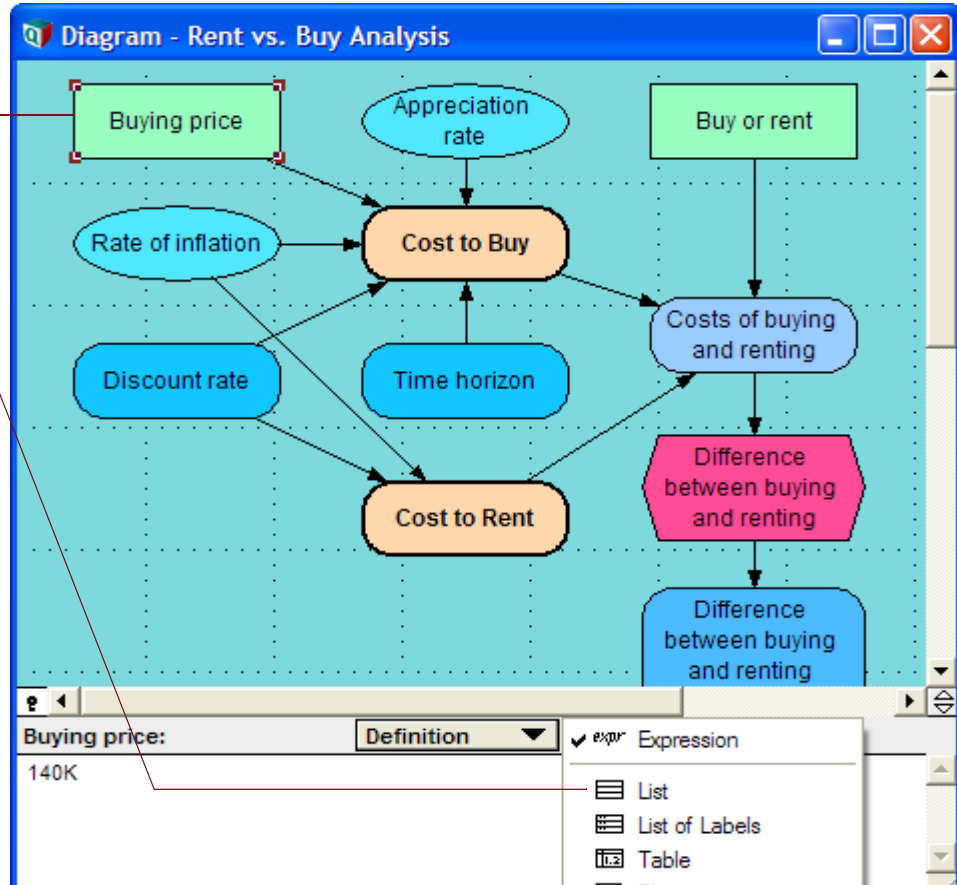 Diagram - Rent vs. Buy Analysis
Buying price
Appreciation
rate
Buy or rent
Rate of inflation
Cost to Buy
Costs of buying
and renting
Discount rate
Time horizon
Difference
between buying
and renting
Cost to Rent
Difference
between buying
and renting
Buying price:
Definition
expr Expression
140K
List
List of Labels
Table